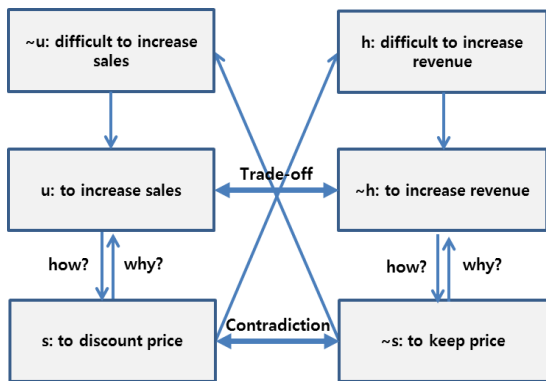 ~u: difficult to increase
sales
h: difficult to increase
revenue
u: to increase sales
Trade-off
~h: to increase revenue
how?
why?
how?
why?
s: to discount price
Contradiction
~s: to keep price